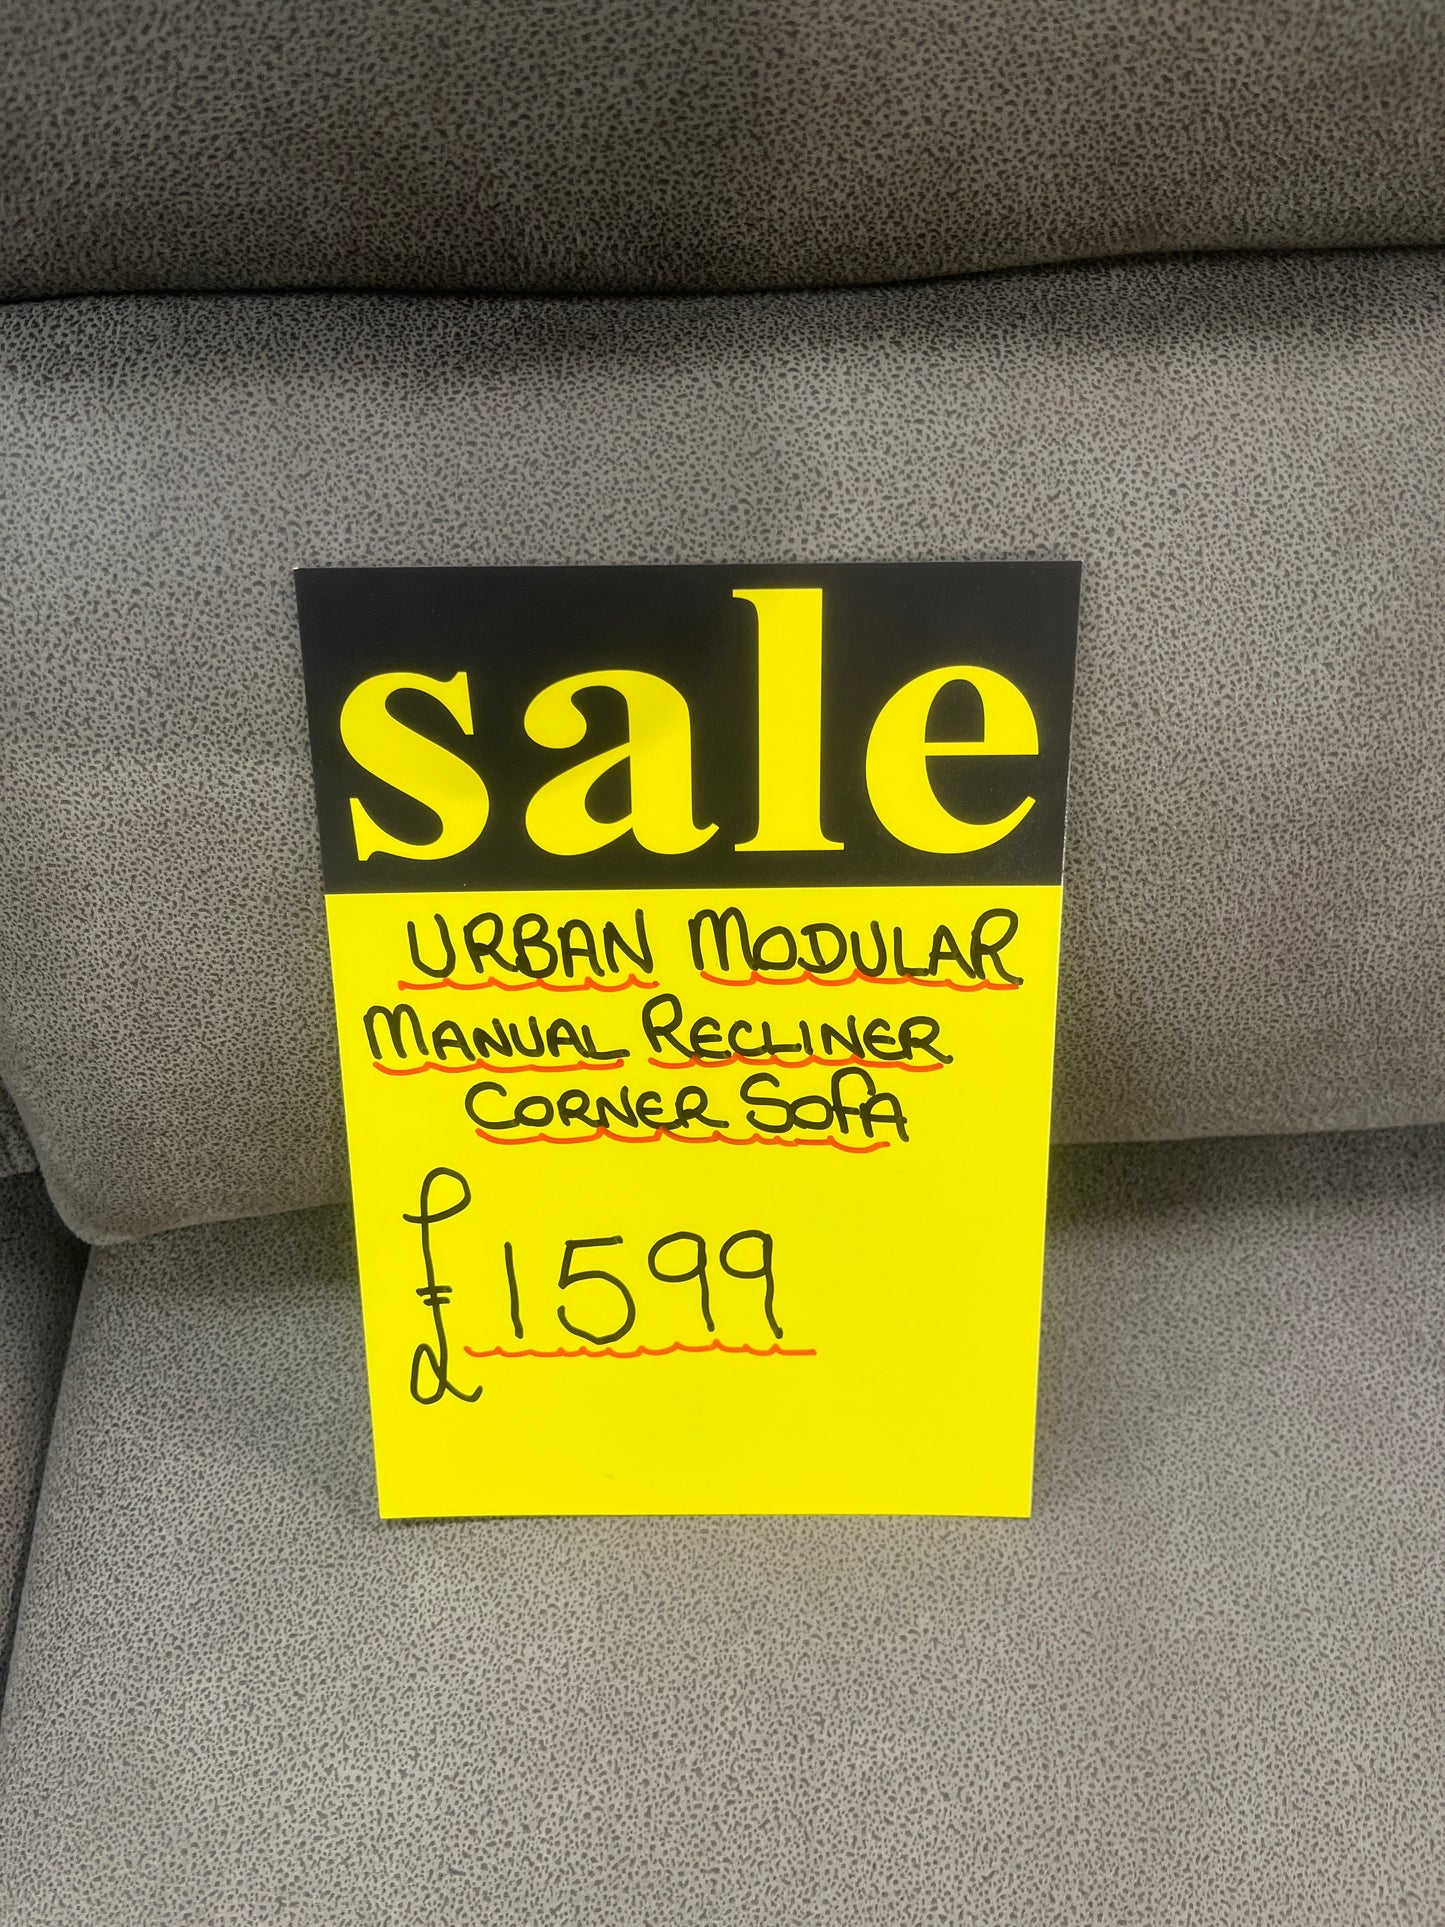 sale
URBAN MODULAR
MANUAL RECLINER
CORNER SOFA
£1599